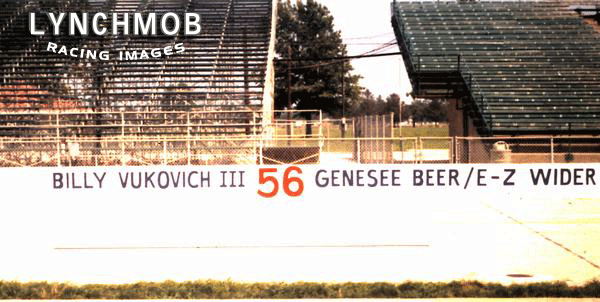 LYNCHMOB
RACING IMAGES
BILLY VUKOVICH III 56 GENESEE BEER/E-Z WIDER